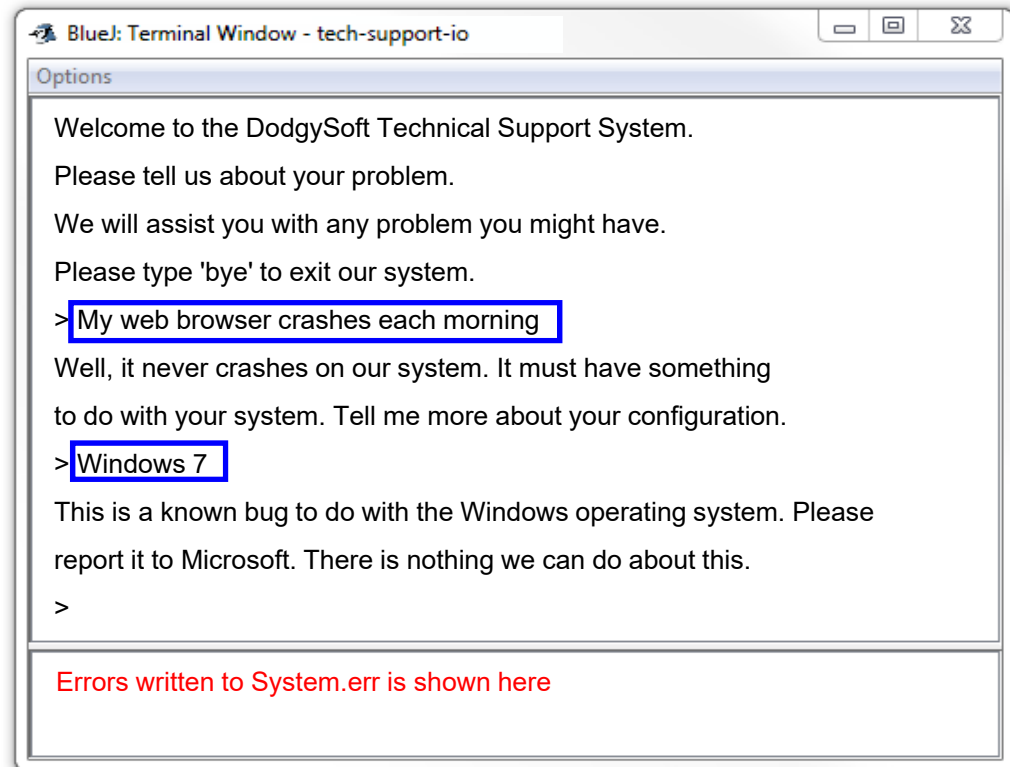 BlueJ: Terminal Window - tech-support-io
Options
Welcome to the DodgySoft Technical Support System.
Please tell us about your problem.
We will assist you with any problem you might have.
Please type 'bye' to exit our system.
> My web browser crashes each morning
Well, it never crashes on our system. It must have something
to do with your system. Tell me more about your configuration.
> Windows 7
This is a known bug to do with the Windows operating system. Please
report it to Microsoft. There is nothing we can do about this.
>
Errors written to System.err is shown here